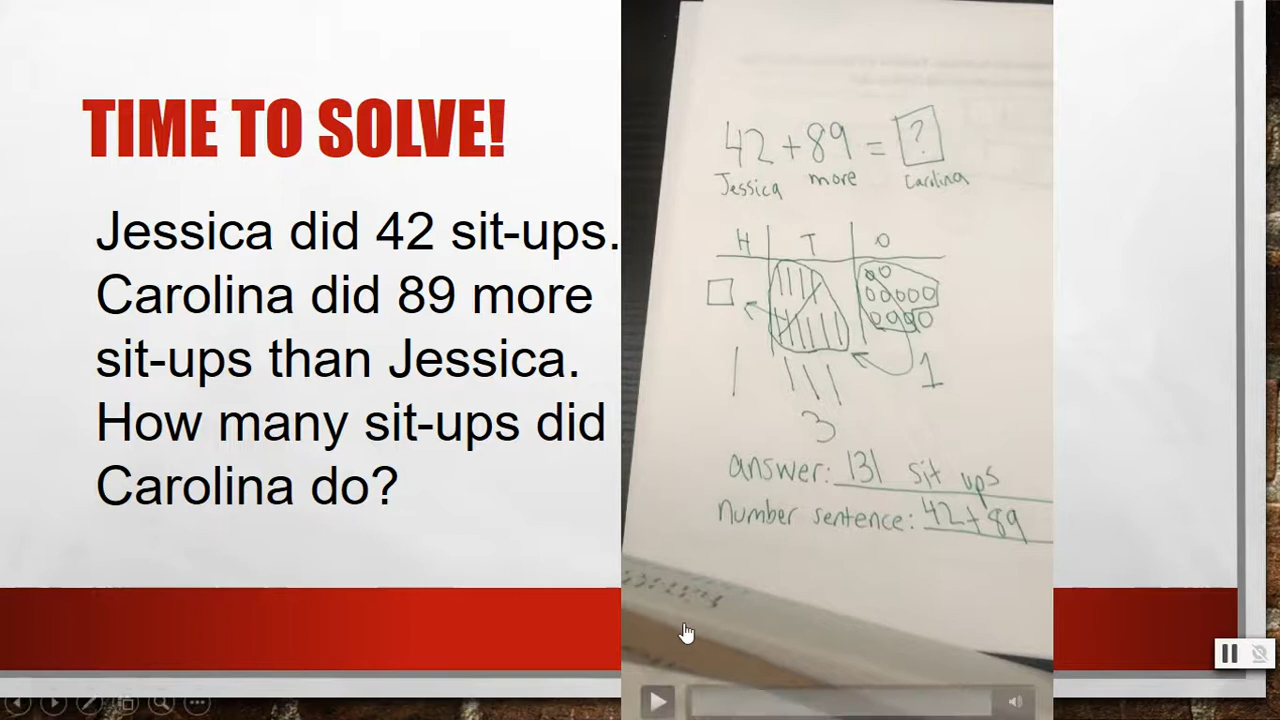 TIME TO SOLVE!
Jessica did 42 sit-ups.
Carolina did 89 more
sit-ups than Jessica.
How many sit-ups did
Carolina do?
42 + 89 = ?
Jessica more Carolina
H T O
1
3
answer: 131 sit ups
number sentence: 42 + 89